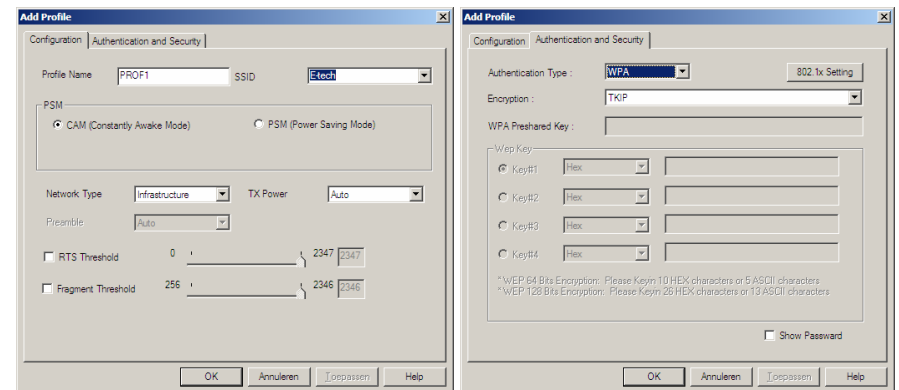 Add Profile
Configuration Authentication and Security
Profile Name PROF1 SSID E-tech
PSM
CAM (Constantly Awake Mode) PSM (Power Saving Mode)
Network Type Infrastructure TX Power Auto
Preamble Auto
RTS Threshold 0 2347 2347
Fragment Threshold 256 2346 2346
OK Annuleren Toepassen Help
Add Profile
Configuration Authentication and Security
Authentication Type : WPA 802.1x Setting
Encryption : TKIP
WPA Preshared Key :
Wep Key
Key#1 Hex
Key#2 Hex
Key#3 Hex
Key#4 Hex
* WEP 64 Bits Encryption: Please Keyin 10 HEX characters or 5 ASCII characters
* WEP 128 Bits Encryption: Please Keyin 26 HEX characters or 13 ASCII characters
Show Passward
OK Annuleren Toepassen Help